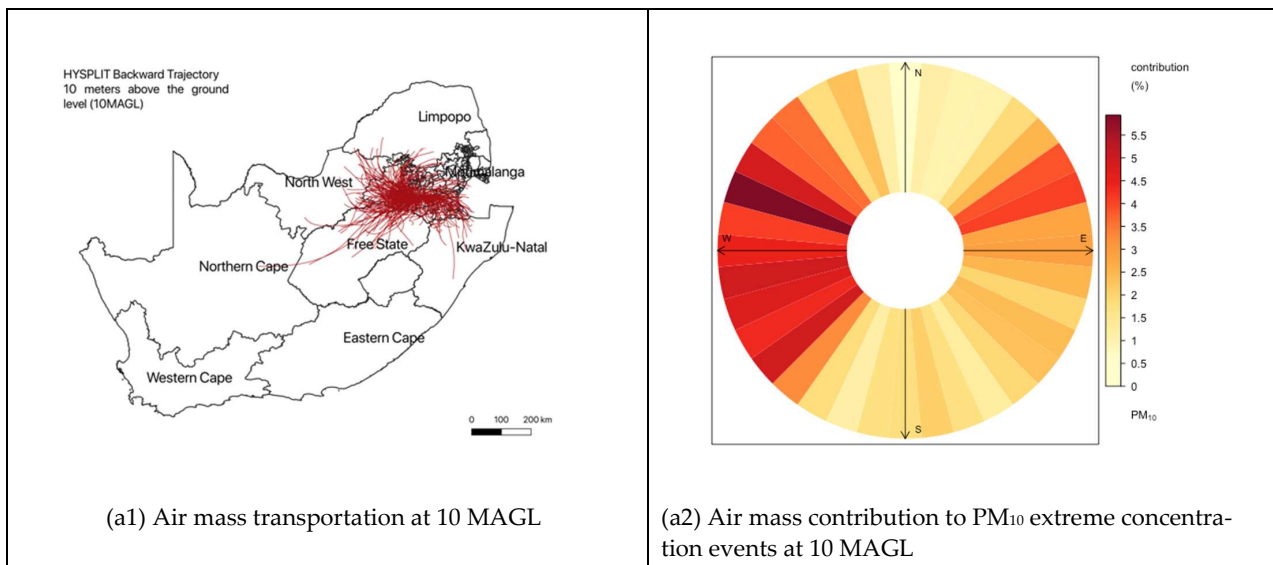 HYSPLIT Backward Trajectory
10 meters above the ground
level (10MAGL)
Limpopo
North West
Free State
KwaZulu-Natal
Northern Cape
Eastern Cape
Western Cape
0 100 200 km
(a1) Air mass transportation at 10 MAGL
N
W
E
S
contribution
(%)
5.5
5
4.5
4
3.5
3
2.5
2
1.5
1
0.5
0
PM₁₀
(a2) Air mass contribution to PM₁₀ extreme concentra-
tion events at 10 MAGL